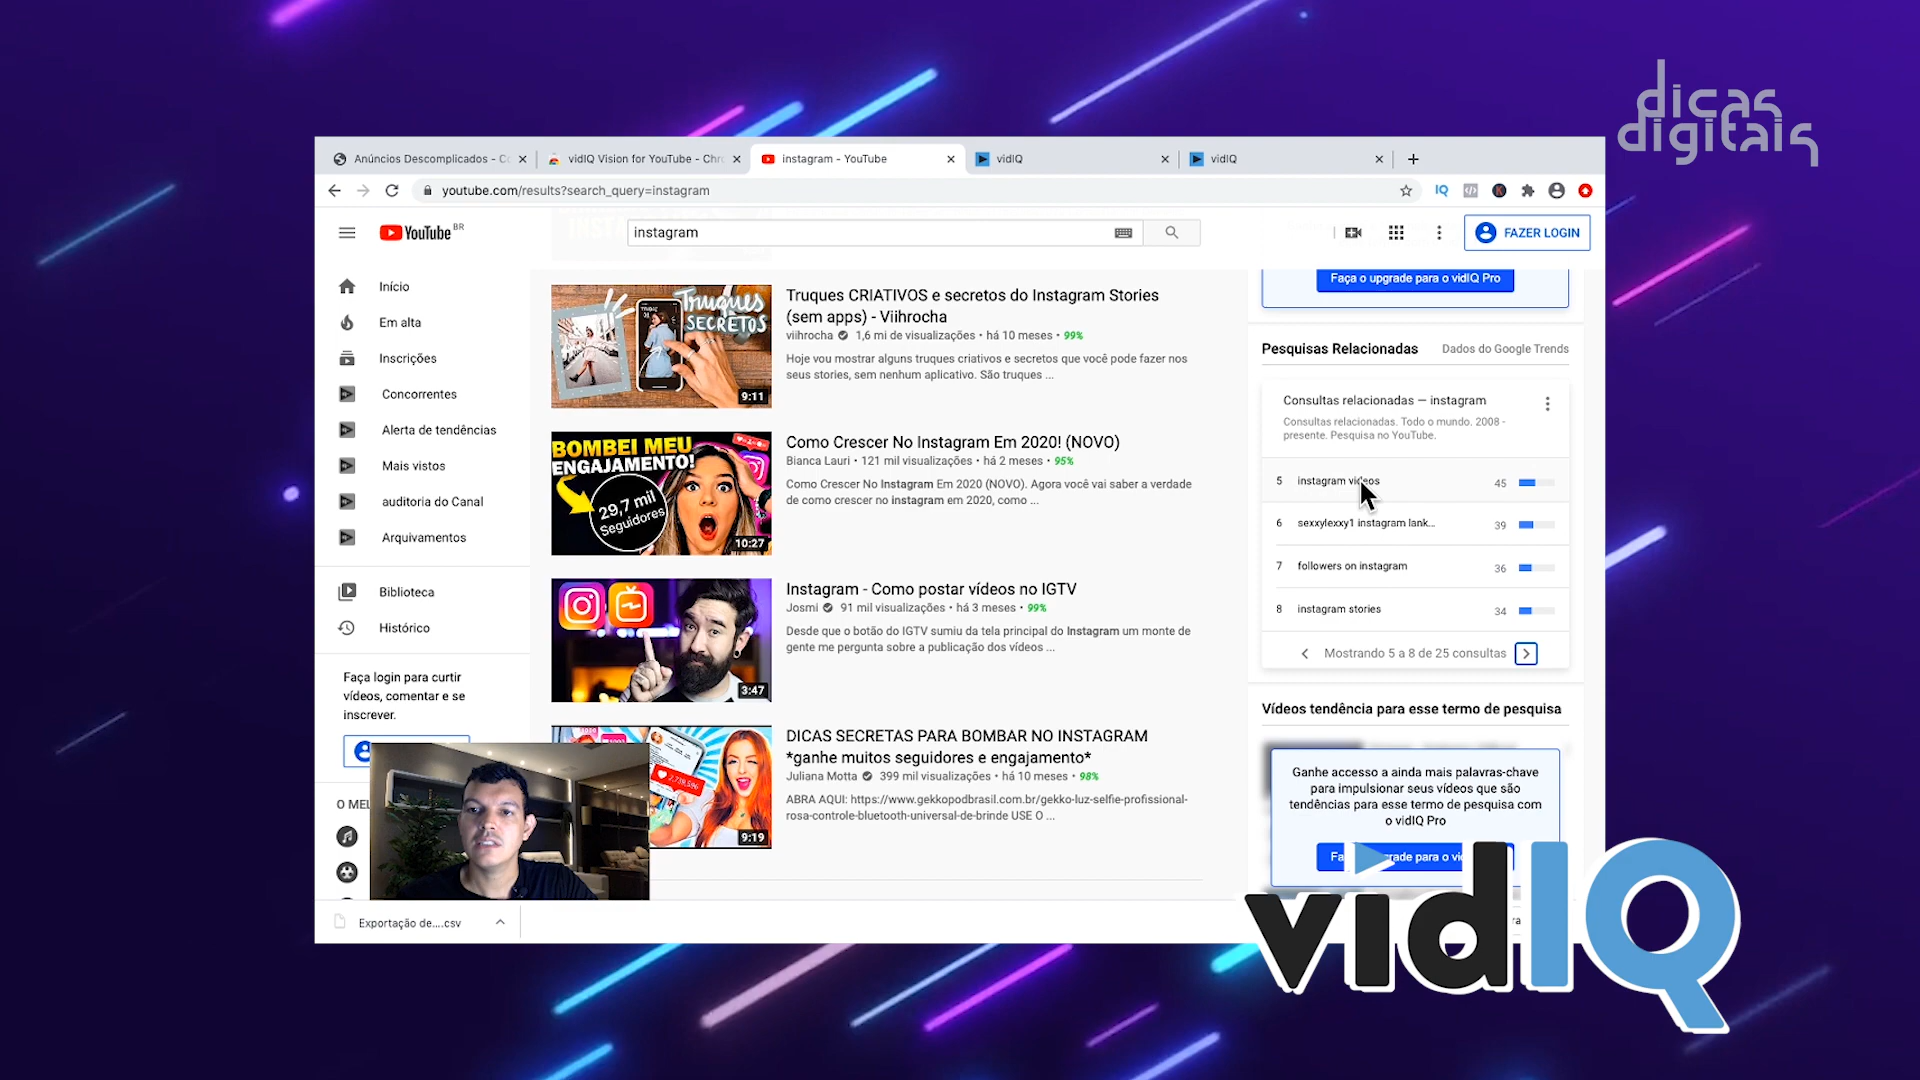 dicas
digitais
Anúncios Descomplicados - C
vidIQ Vision for YouTube - Chr
instagram - YouTube
vidIQ
vidIQ
youtube.com/results?search_query=instagram
IQ
YouTube BR
instagram
FAZER LOGIN
Início
Em alta
Inscrições
Concorrentes
Alerta de tendências
Mais vistos
auditoria do Canal
Arquivamentos
Biblioteca
Histórico
Faça login para curtir
vídeos, comentar e se
inscrever.
O MEL
Truques
SECRETOS
9:11
Truques CRIATIVOS e secretos do Instagram Stories
(sem apps) - Viihrocha
viihrocha 1,6 mi de visualizações • há 10 meses • 99%
Hoje vou mostrar alguns truques criativos e secretos que você pode fazer nos
seus stories, sem nenhum aplicativo. São truques ...
BOMBEI MEU
ENGAJAMENTO!
29,7 mil
Seguidores
10:27
Como Crescer No Instagram Em 2020! (NOVO)
Bianca Lauri • 121 mil visualizações • há 2 meses • 95%
Como Crescer No Instagram Em 2020 (NOVO). Agora você vai saber a verdade
de como crescer no instagram em 2020, como ...
3:47
Instagram - Como postar vídeos no IGTV
Josmi 91 mil visualizações • há 3 meses • 99%
Desde que o botão do IGTV sumiu da tela principal do Instagram um monte de
gente me pergunta sobre a publicação dos vídeos ...
9:19
DICAS SECRETAS PARA BOMBAR NO INSTAGRAM
*ganhe muitos seguidores e engajamento*
Juliana Motta 399 mil visualizações • há 10 meses • 98%
ABRA AQUI: https://www.gekkopodbrasil.com.br/gekko-luz-selfie-profissional-
rosa-controle-bluetooth-universal-de-brinde USE O ...
Faça o upgrade para o vidIQ Pro
Pesquisas Relacionadas Dados do Google Trends
Consultas relacionadas — instagram
Consultas relacionadas. Todo o mundo. 2008 -
presente. Pesquisa no YouTube.
5 instagram videos 45
6 sexxylexxy1 instagram lank... 39
7 followers on instagram 36
8 instagram stories 34
Mostrando 5 a 8 de 25 consultas
Vídeos tendência para esse termo de pesquisa
Ganhe accesso a ainda mais palavras-chave
para impulsionar seus vídeos que são
tendências para esse termo de pesquisa com
o vidIQ Pro
Exportação de....csv
vidIQ